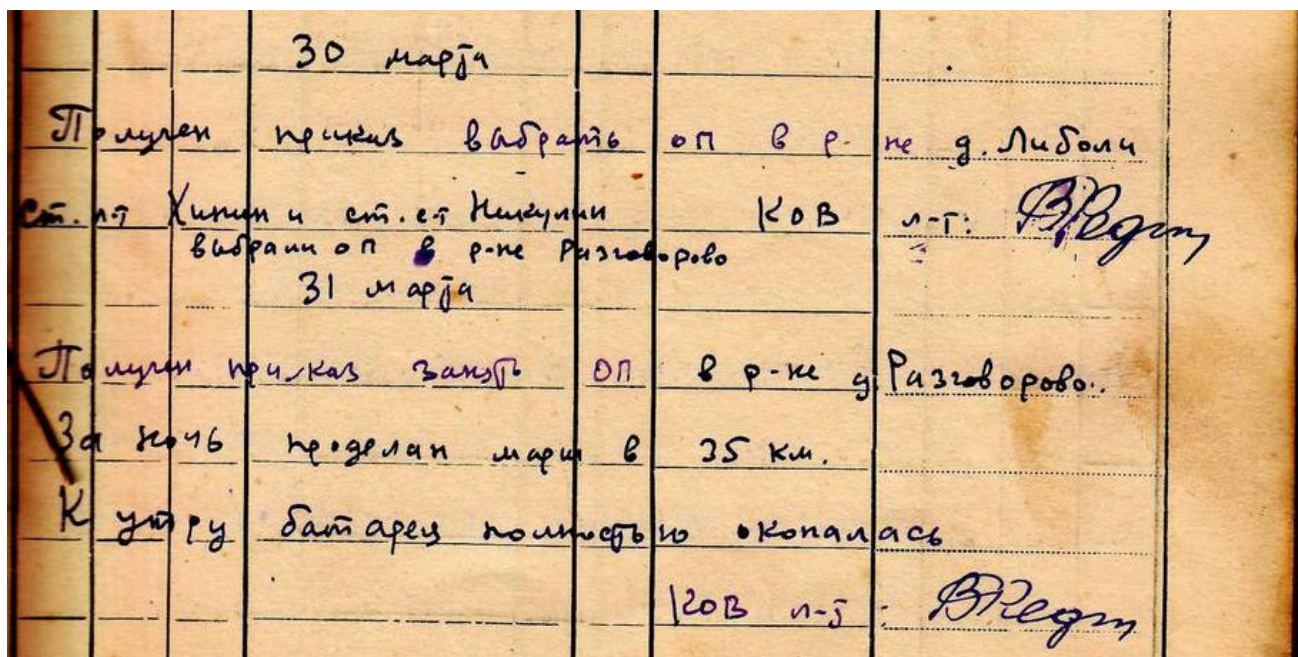 30 марта
Получен приказ выбрать ОП в р-не д. Либоли
ст. л-т Хинин и ст. с-т Никулин КОВ л-т:
выбрали ОП в р-не Разговорово
31 марта
Получен приказ занять ОП в р-не д. Разговорово.
За ночь проделан марш в 35 км.
К утру батарея полностью окопалась
КОВ л-т: